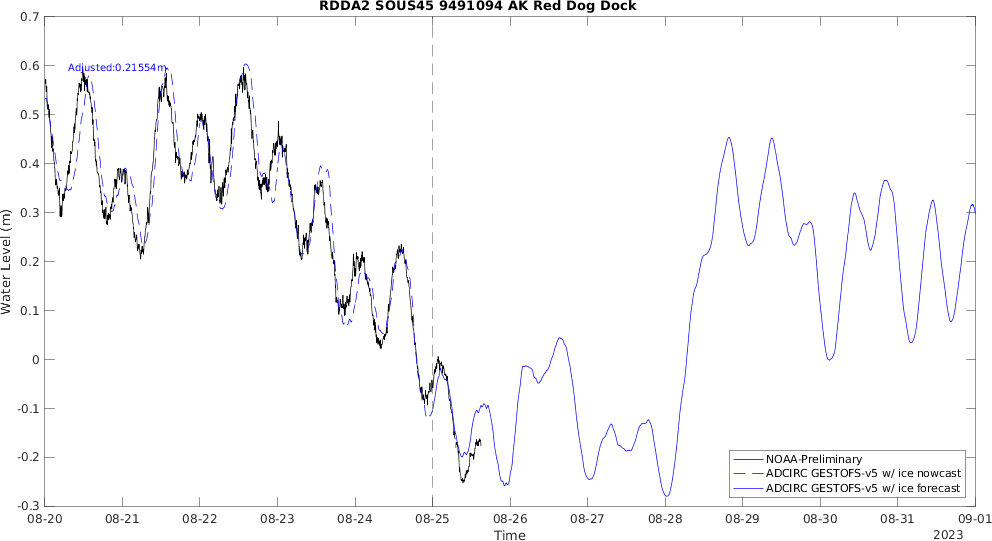 RDDA2 SOUS45 9491094 AK Red Dog Dock
Adjusted:0.21554m
Water Level (m)
0.7
0.6
0.5
0.4
0.3
0.2
0.1
0
-0.1
-0.2
-0.3
NOAA-Preliminary
ADCIRC GESTOFS-v5 w/ ice nowcast
ADCIRC GESTOFS-v5 w/ ice forecast
08-20 08-21 08-22 08-23 08-24 08-25 08-26 08-27 08-28 08-29 08-30 08-31 09-01
Time
2023